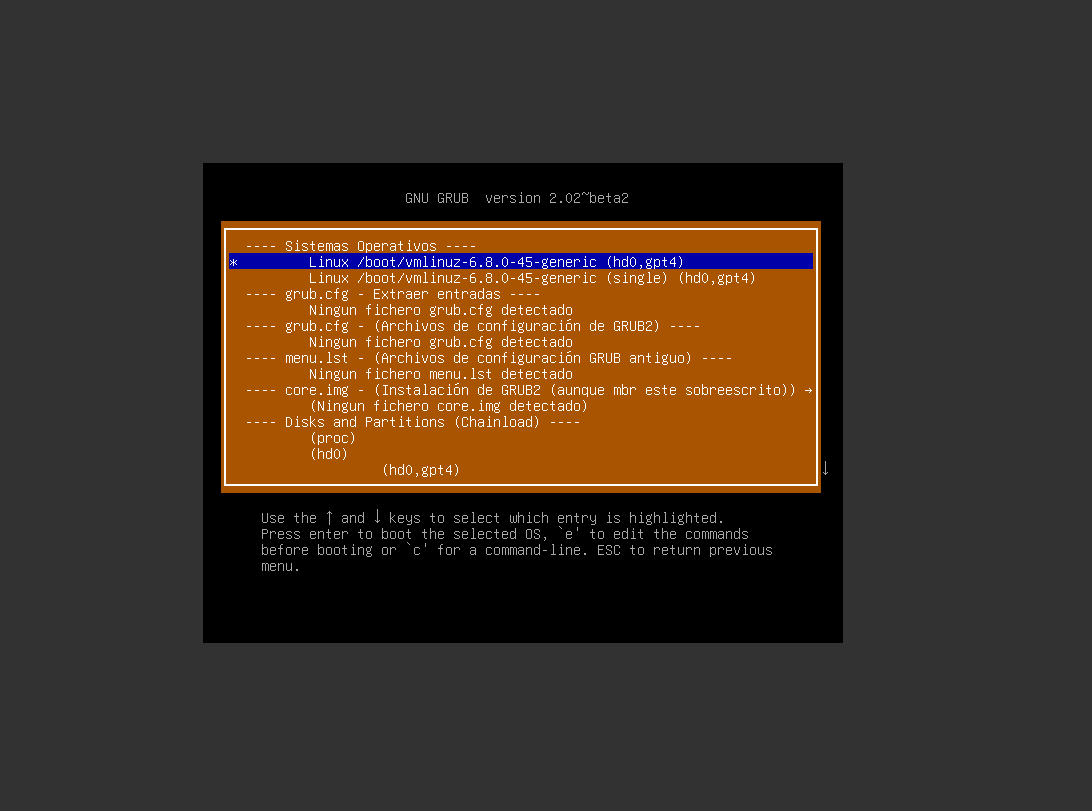 GNU GRUB  version 2.02~beta2
---- Sistemas Operativos ----
*        Linux /boot/vmlinuz-6.8.0-45-generic (hd0,gpt4)
Linux /boot/vmlinuz-6.8.0-45-generic (single) (hd0,gpt4)
---- grub.cfg - Extraer entradas ----
Ningun fichero grub.cfg detectado
---- grub.cfg - (Archivos de configuración de GRUB2) ----
Ningun fichero grub.cfg detectado
---- menu.lst - (Archivos de configuración GRUB antiguo) ----
Ningun fichero menu.lst detectado
---- core.img - (Instalación de GRUB2 (aunque mbr este sobreescrito)) →
(Ningun fichero core.img detectado)
---- Disks and Partitions (Chainload) ----
(proc)
(hd0)
(hd0,gpt4) ↓
Use the ↑ and ↓ keys to select which entry is highlighted.
Press enter to boot the selected OS, `e' to edit the commands
before booting or `c' for a command-line. ESC to return previous
menu.